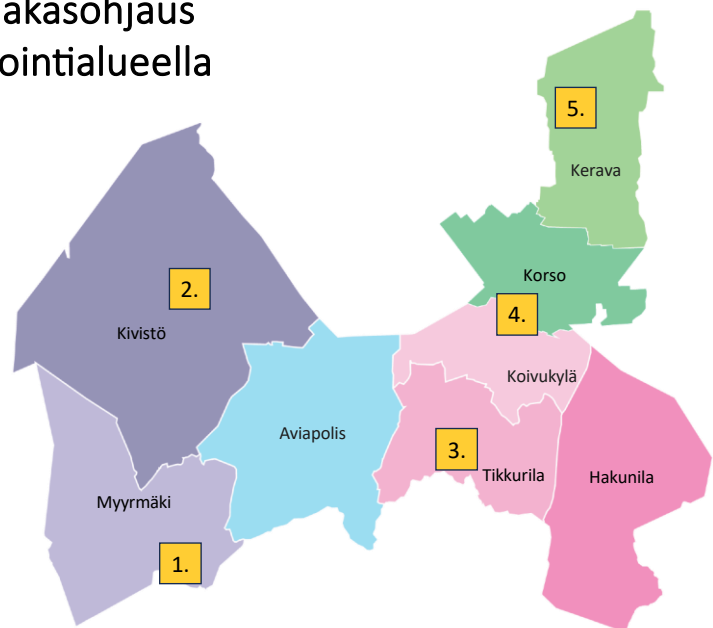 akasohjaus
ointialueella
5.
Kerava
Korso
2.
4.
Kivistö
Koivukylä
Aviapolis
3.
Tikkurila
Hakunila
Myyrmäki
1.